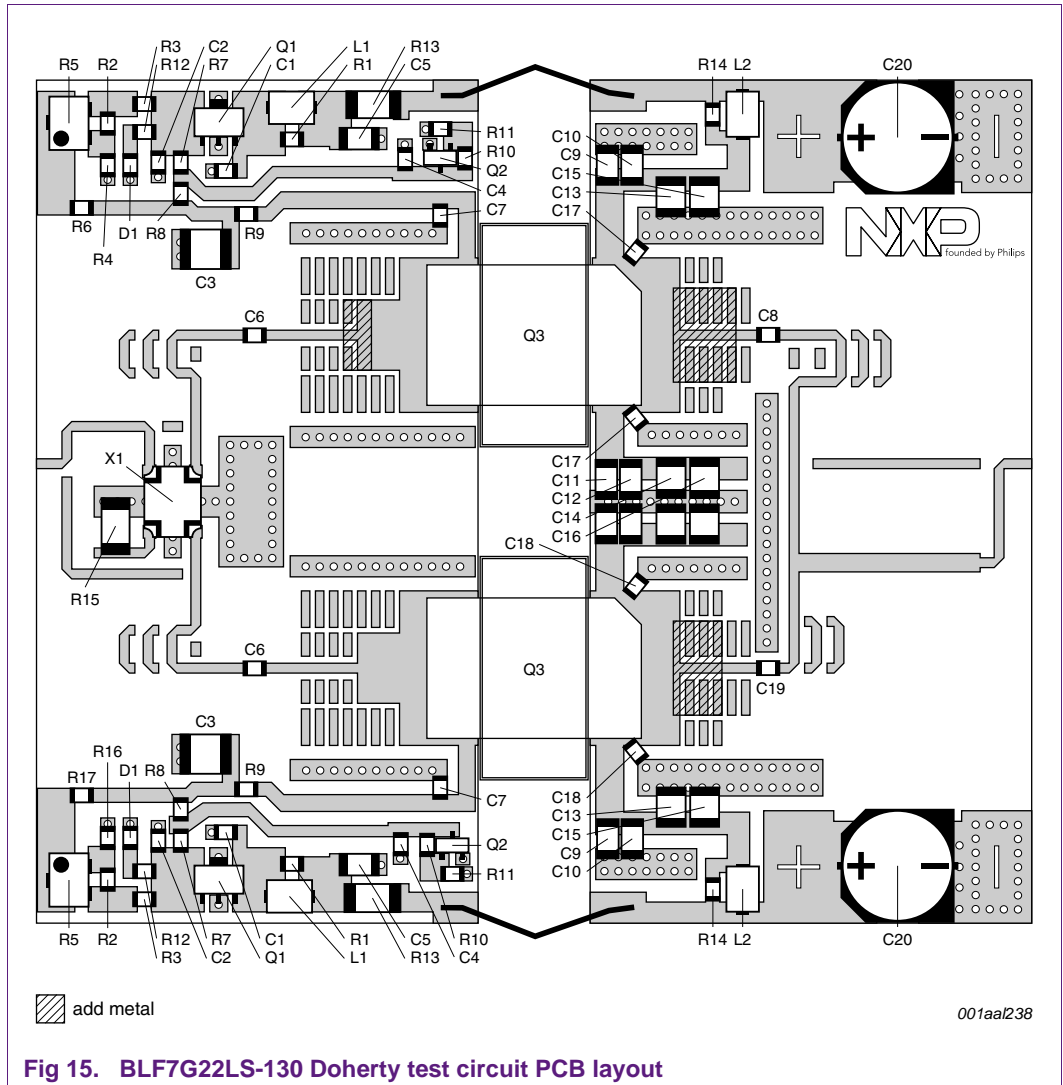 R3 C2 Q1 L1 R13
R5 R2 R12 R7 C1 R1 C5 R14 L2 C20
R11
R10
Q2
C4
C7
C10
C9
C15
C13
C17
R6 D1 R8 R9
R4
C3
NXP
founded by Philips
C6 Q3 C8
X1
C17
C11
C12
C14
C16
C18
R15
C6 Q3 C19
C3
R16
R17 D1 R8 R9
C7
Q2
R11
C18
C13
C15
C9
C10
R5 R2 R12 R7 C1 R1 C5 R10 R14 L2 C20
R3 C2 Q1 L1 R13 C4
add metal
001aal238
Fig 15. BLF7G22LS-130 Doherty test circuit PCB layout